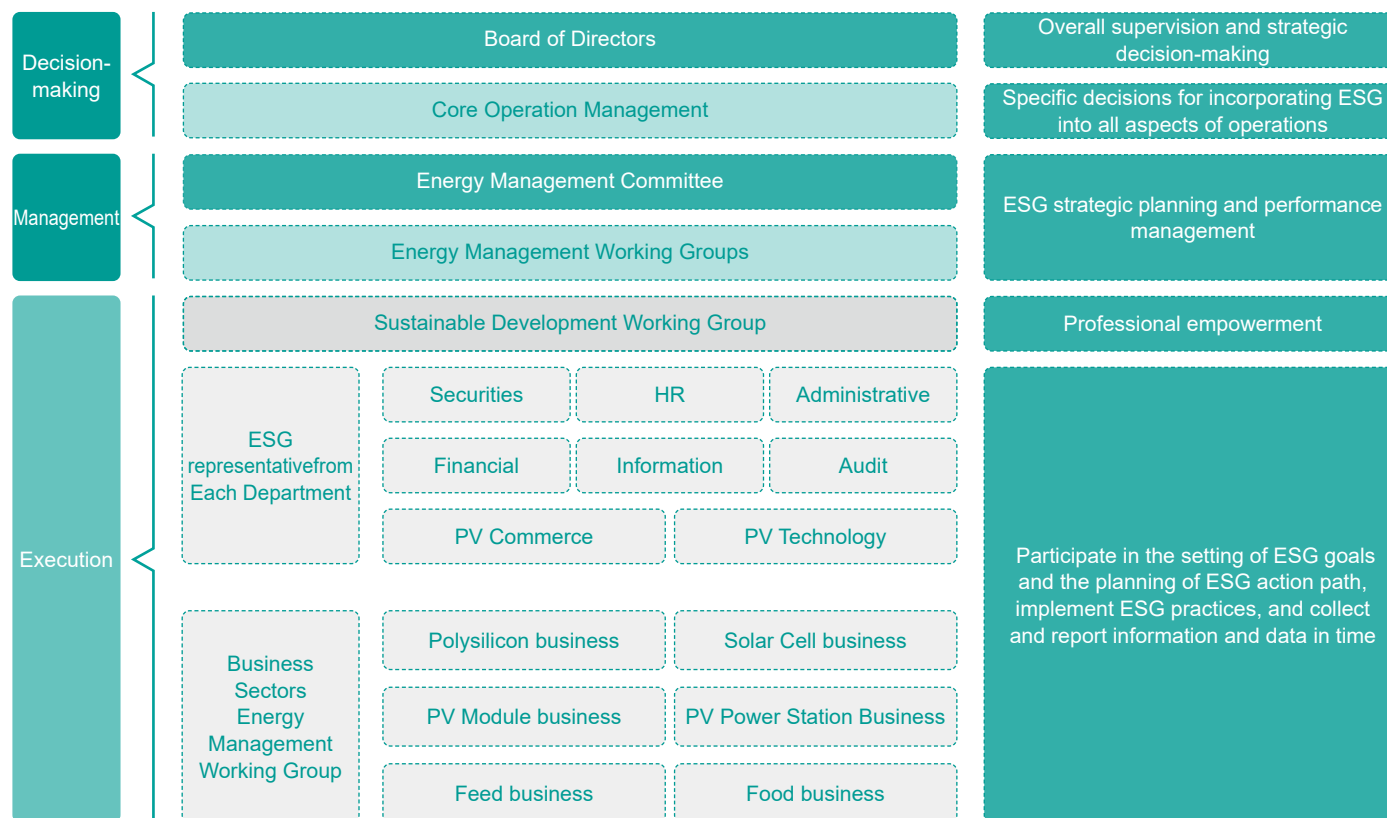 Decision-
making
Board of Directors
Overall supervision and strategic
decision-making
Core Operation Management
Specific decisions for incorporating ESG
into all aspects of operations
Management
Energy Management Committee
Energy Management Working Groups
ESG strategic planning and performance
management
Execution
Sustainable Development Working Group
Professional empowerment
ESG
representativefrom
Each Department
Securities
HR
Administrative
Financial
Information
Audit
PV Commerce
PV Technology
Business
Sectors
Energy
Management
Working Group
Polysilicon business
Solar Cell business
PV Module business
PV Power Station Business
Feed business
Food business
Participate in the setting of ESG goals
and the planning of ESG action path,
implement ESG practices, and collect
and report information and data in time